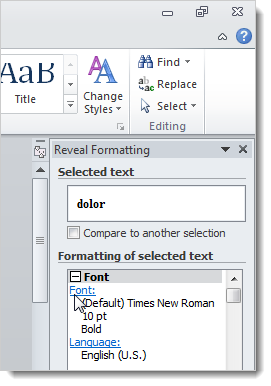 AaB
Title
Change
Styles
Find
Replace
Select
Editing
Reveal Formatting
Selected text
dolor
Compare to another selection
Formatting of selected text
Font
Font:
(Default) Times New Roman
10 pt
Bold
Language:
English (U.S.)